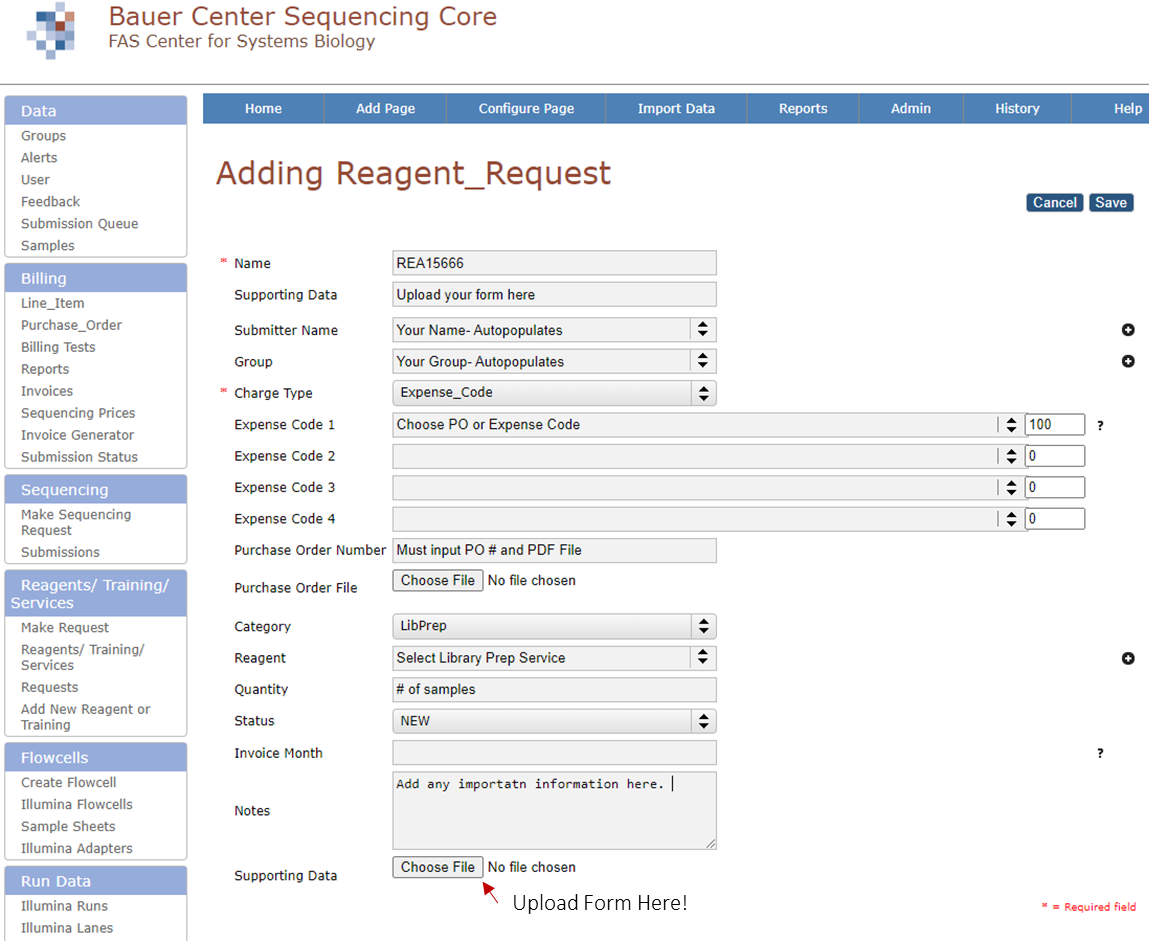 Bauer Center Sequencing Core
FAS Center for Systems Biology
Data
Groups
Alerts
User
Feedback
Submission Queue
Samples
Billing
Line_Item
Purchase_Order
Billing Tests
Reports
Invoices
Sequencing Prices
Invoice Generator
Submission Status
Sequencing
Make Sequencing
Request
Submissions
Reagents/ Training/
Services
Make Request
Reagents/ Training/
Services
Requests
Add New Reagent or
Training
Flowcells
Create Flowcell
Illumina Flowcells
Sample Sheets
Illumina Adapters
Run Data
Illumina Runs
Illumina Lanes
Home Add Page Configure Page Import Data Reports Admin History Help
Adding Reagent_Request
Cancel Save
* Name REA15666
Supporting Data Upload your form here
Submitter Name Your Name- Autopopulates
Group Your Group- Autopopulates
* Charge Type Expense_Code
Expense Code 1 Choose PO or Expense Code 100 ?
Expense Code 2 0
Expense Code 3 0
Expense Code 4 0
Purchase Order Number Must input PO # and PDF File
Purchase Order File Choose File No file chosen
Category LibPrep
Reagent Select Library Prep Service
Quantity # of samples
Status NEW
Invoice Month ?
Notes Add any importatn information here.
Supporting Data Choose File No file chosen
Upload Form Here!
* = Required field